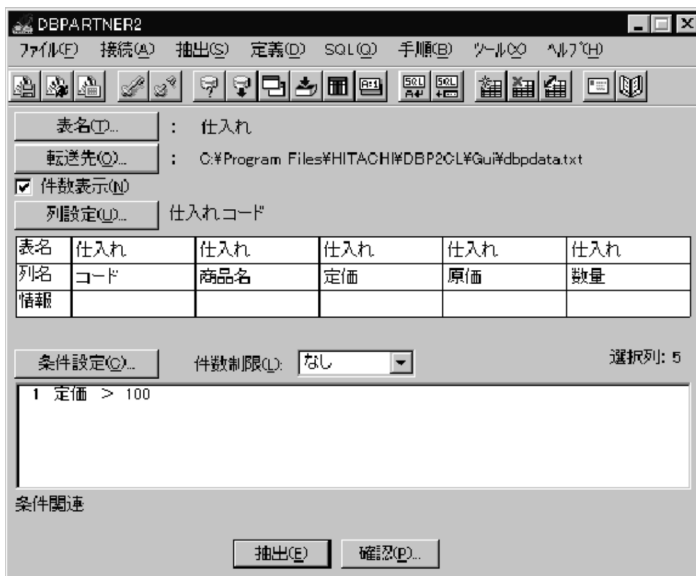 DBPARTNER2
ﾌｧｲﾙ(F) 接続(A) 抽出(S) 定義(D) SQL(Q) 手順(B) ﾂｰﾙ(X) ﾍﾙﾌﾟ(H)
表名(T)... : 仕入れ
転送先(O)... : C:¥Program Files¥HITACHI¥DBP2CL¥Gui¥dbpdata.txt
件数表示(N)
列設定(U)... 仕入れコード
表名 仕入れ 仕入れ 仕入れ 仕入れ 仕入れ
列名 コード 商品名 定価 原価 数量
情報
条件設定(C)... 件数制限(L): なし 選択列: 5
1 定価 > 100
条件関連
抽出(E) 確認(P)...